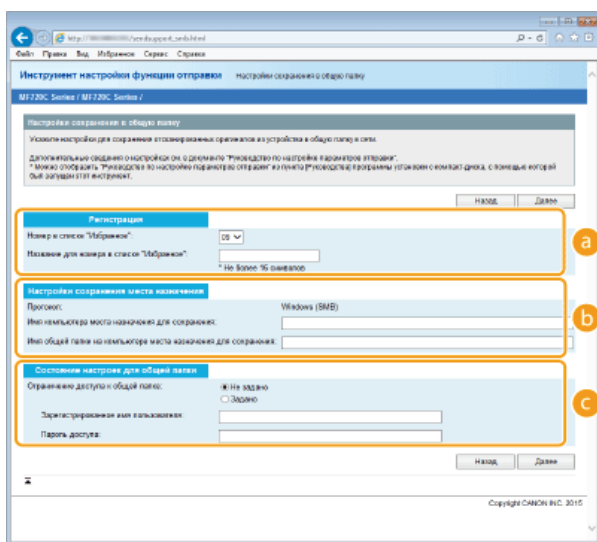 http://
/sendsupport_smb.html
Файл Правка Вид Избранное Сервис Справка
Инструмент настройки функции отправки Настройки сохранения в общую папку
MF720C Series / MF720C Series /
Настройки сохранения в общую папку
Укажите настройки для сохранения отсканированных оригиналов из устройства в общую папку в сети.
Дополнительные сведения о настройках см. в документе "Руководство по настройке параметров отправки".
* Можно отобразить "Руководство по настройке параметров отправки" из пункта [Руководства] программы установки с компакт-диска, с помощью которой
был запущен этот инструмент.
Назад Далее
Регистрация
Номер в списке "Избранное": 05
Название для номера в списке "Избранное":
* Не более 16 символов
a
Настройки сохранения места назначения
Протокол: Windows (SMB)
Имя компьютера места назначения для сохранения:
Имя общей папки на компьютере места назначения для сохранения:
b
Состояние настроек для общей папки
Ограничение доступа к общей папке: Не задано
Задано
Зарегистрированное имя пользователя:
Пароль доступа:
c
Назад Далее
Copyright CANON INC. 2015